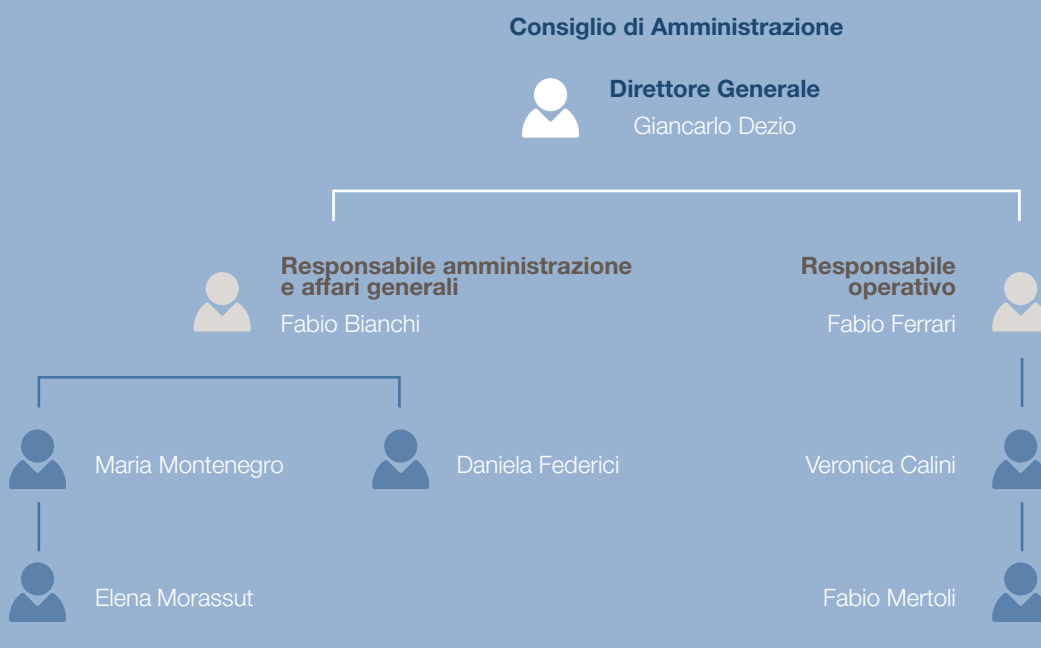 Consiglio di Amministrazione
Direttore Generale
Giancarlo Dezio
Responsabile amministrazione
e affari generali
Fabio Bianchi
Responsabile
operativo
Fabio Ferrari
Maria Montenegro
Daniela Federici
Veronica Calini
Elena Morassut
Fabio Mertoli